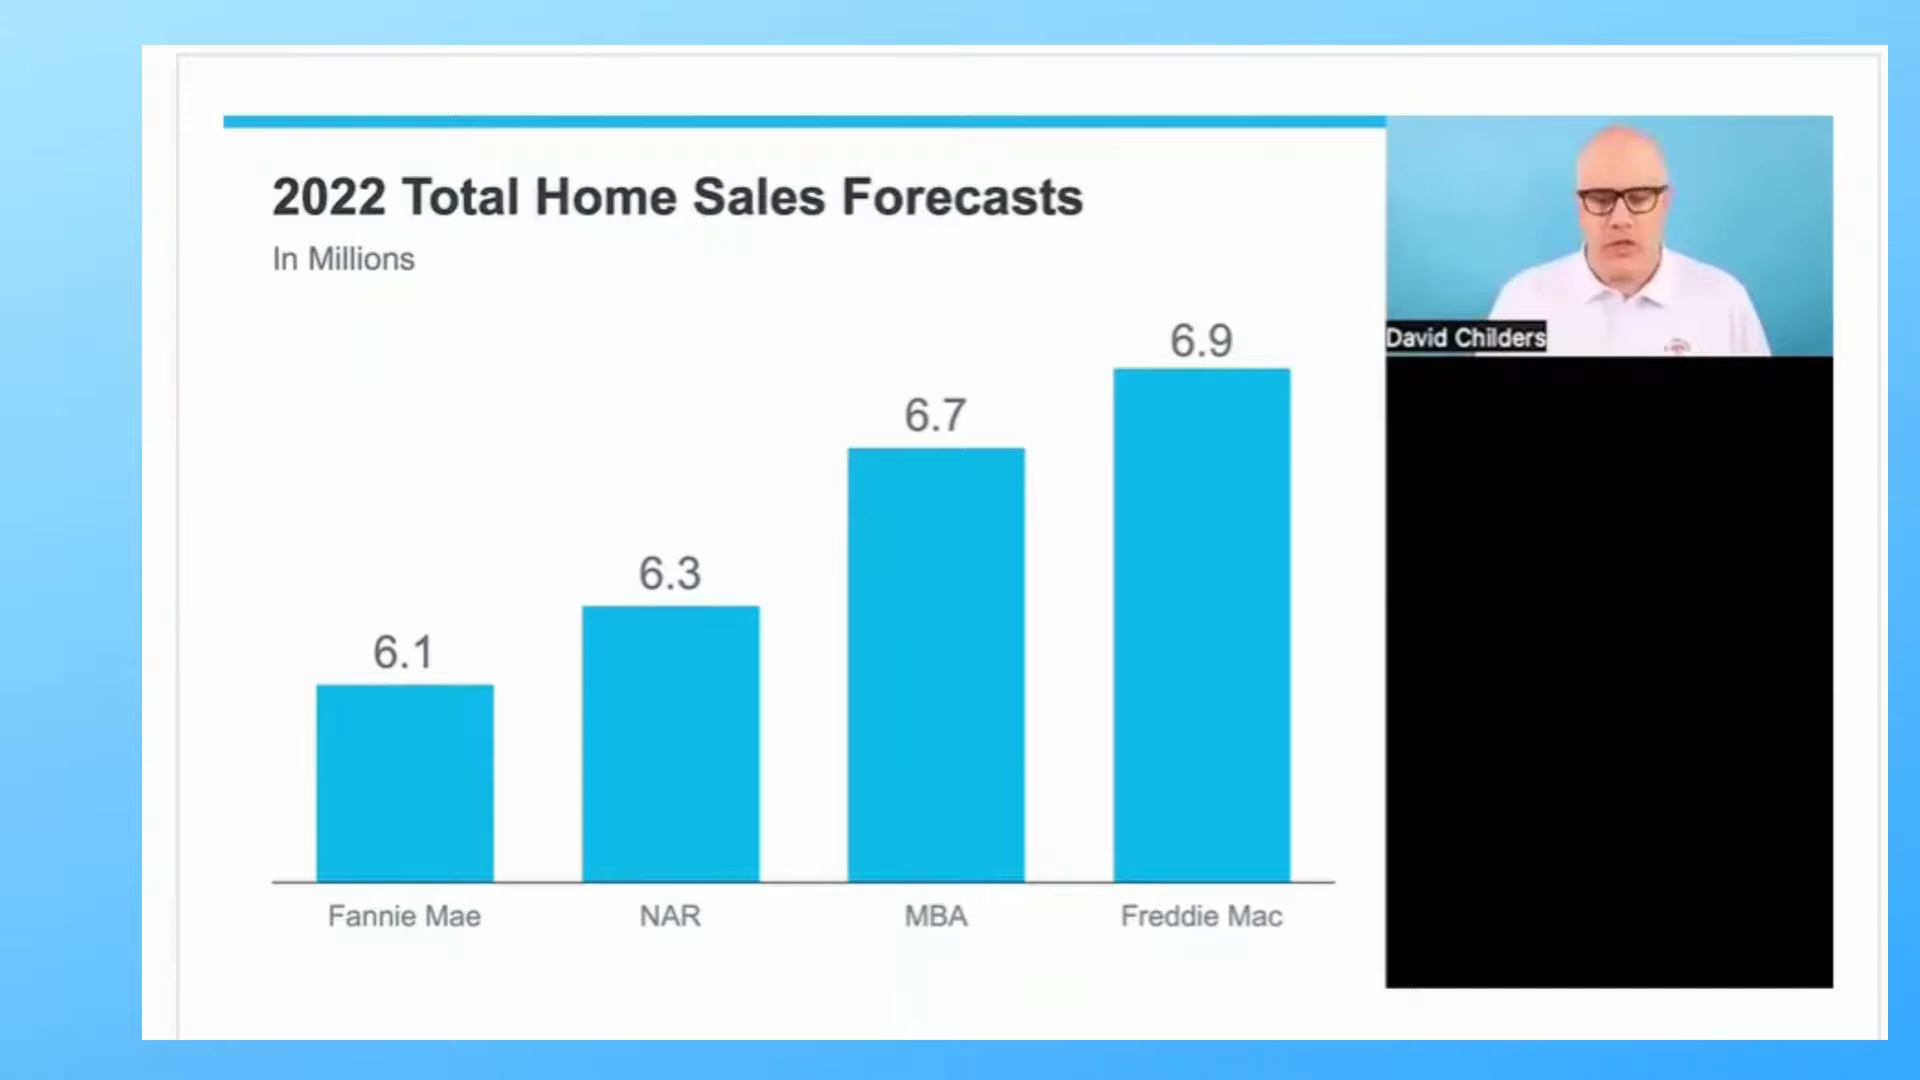 2022 Total Home Sales Forecasts
In Millions
David Childers
6.9
6.7
6.3
6.1
Fannie Mae
NAR
MBA
Freddie Mac